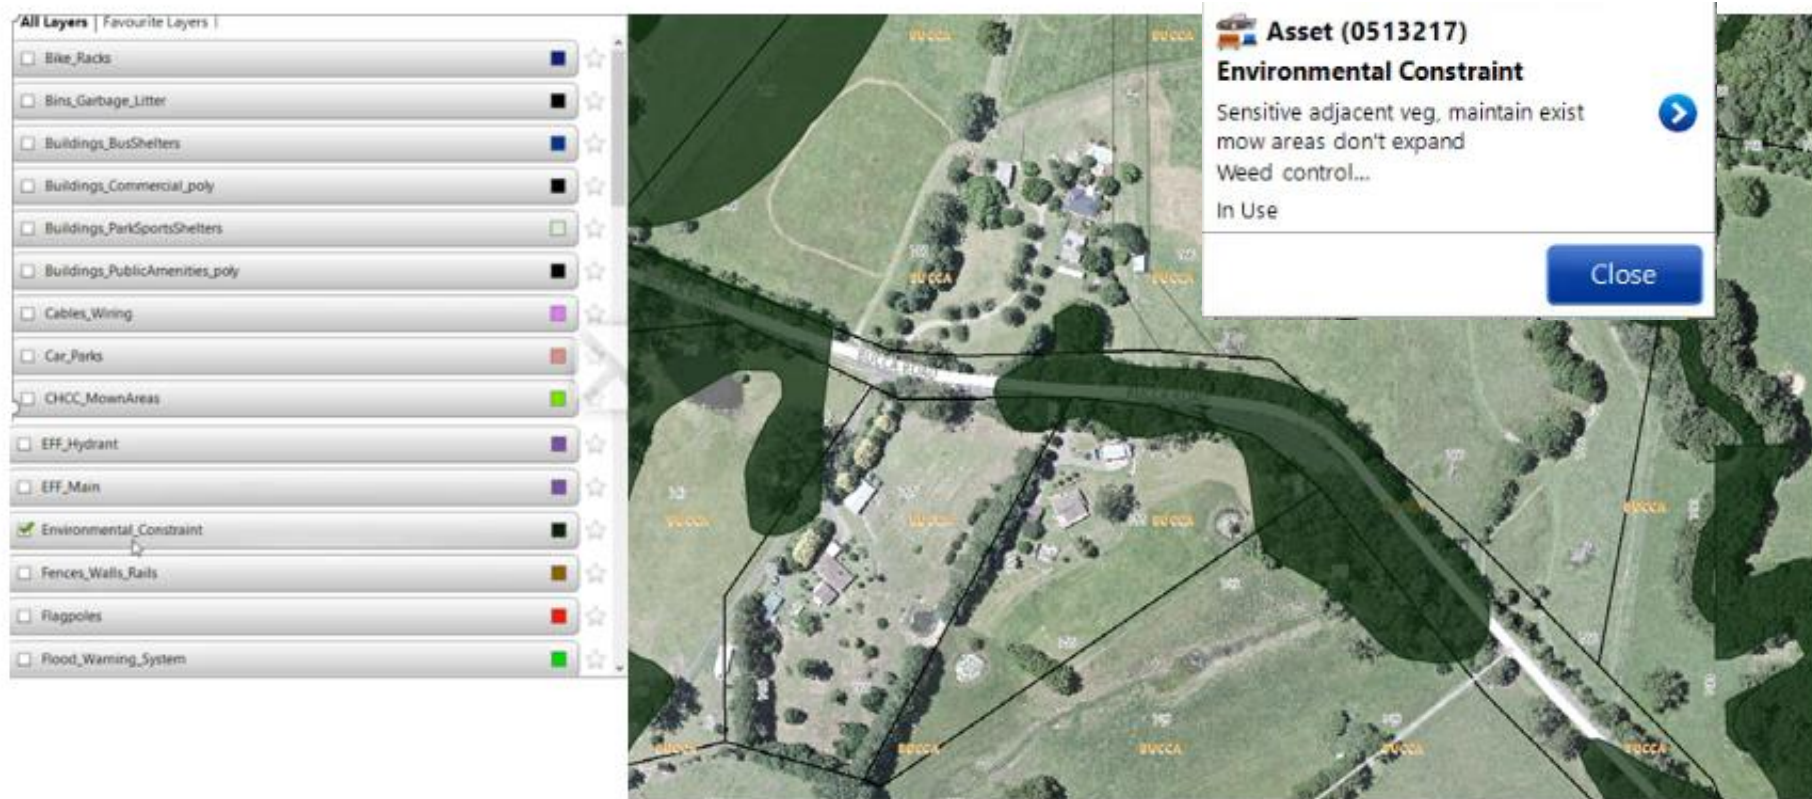 All Layers | Favourite Layers |
Bike_Racks
Bins_Garbage_Litter
Buildings_BusShelters
Buildings_Commercial_poly
Buildings_ParkSportsShelters
Buildings_PublicAmenities_poly
Cables_Wiring
Car_Parks
CHCC_MownAreas
EFF_Hydrant
EFF_Main
Environmental_Constraint
Fences_Walls_Rails
Flagpoles
Flood_Warning_System
Asset (0513217)
Environmental Constraint
Sensitive adjacent veg, maintain exist
mow areas don't expand
Weed control...
In Use
Close
BUCCA
BUCCA
BUCCA
BUCCA
BUCCA ROAD
BUCCA
BUCCA
BUCCA
BUCCA
BUCCA
BUCCA
BUCCA
BUCCA
BUCCA